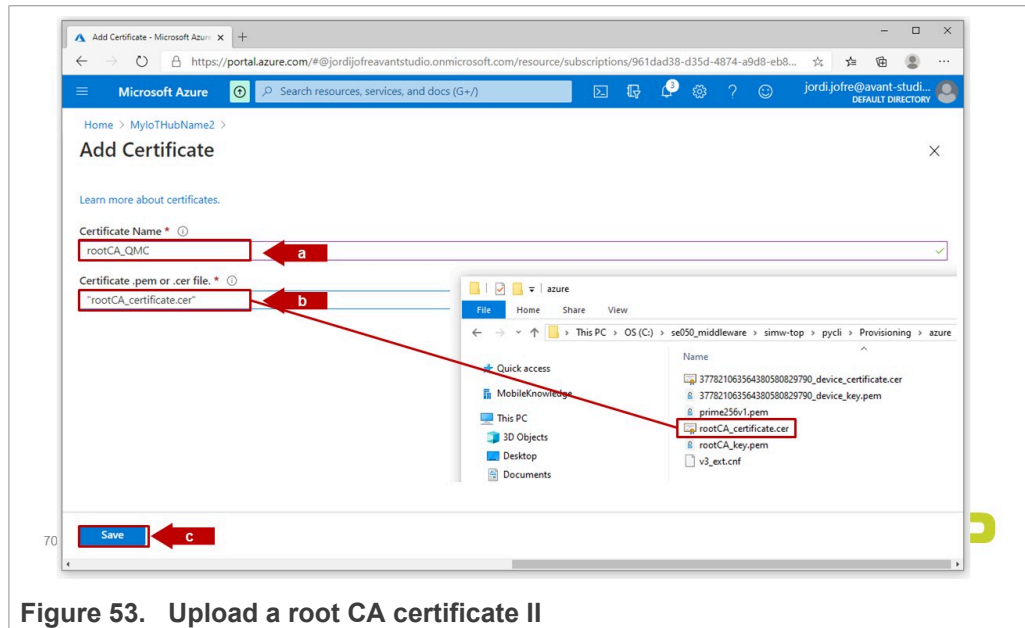 Add Certificate - Microsoft Azur
https://portal.azure.com/#@jordijofreavantstudio.onmicrosoft.com/resource/subscriptions/961dad38-d35d-4874-a9d8-eb8...
Microsoft Azure
Search resources, services, and docs (G+/)
3
jordi.jofre@avant-studi...
DEFAULT DIRECTORY
Home > MyIoTHubName2 >
Add Certificate
Learn more about certificates.
Certificate Name *
rootCA_QMC
a
Certificate .pem or .cer file. *
"rootCA_certificate.cer"
b
azure
File Home Share View
This PC > OS (C:) > se050_middleware > simw-top > pycli > Provisioning > azure
Name
Quick access
377821063564380580829790_device_certificate.cer
MobileKnowledge
377821063564380580829790_device_key.pem
prime256v1.pem
This PC
rootCA_certificate.cer
3D Objects
rootCA_key.pem
Desktop
v3_ext.cnf
Documents
Save
c
70
Figure 53. Upload a root CA certificate II